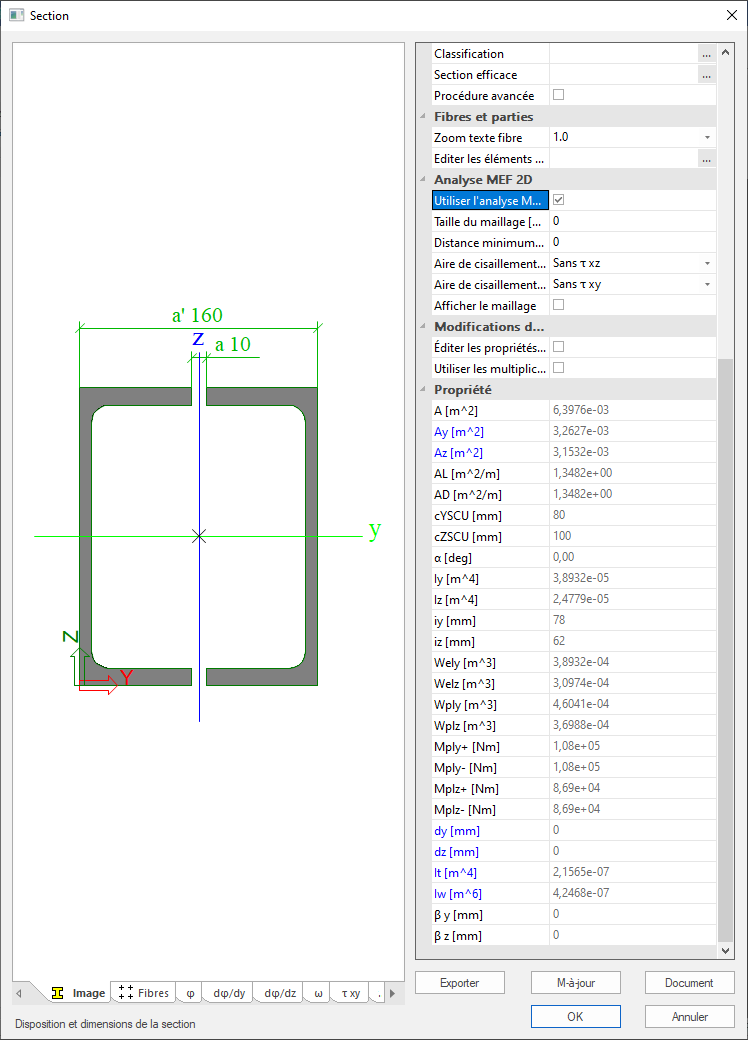 Section
Classification ...
Section efficace ...
Procédure avancée
Fibres et parties
Zoom texte fibre 1.0
Editer les éléments ... ...
Analyse MEF 2D
Utiliser l'analyse M...
Taille du maillage [... 0
Distance minimum... 0
Aire de cisaillement... Sans τ xz
Aire de cisaillement... Sans τ xy
Afficher le maillage
Modifications d...
Éditer les propriétés...
Utiliser les multiplic...
Propriété
A [m^2] 6,3976e-03
Ay [m^2] 3,2627e-03
Az [m^2] 3,1532e-03
AL [m^2/m] 1,3482e+00
AD [m^2/m] 1,3482e+00
cYSCU [mm] 80
cZSCU [mm] 100
α [deg] 0,00
Iy [m^4] 3,8932e-05
Iz [m^4] 2,4779e-05
iy [mm] 78
iz [mm] 62
Wely [m^3] 3,8932e-04
Welz [m^3] 3,0974e-04
Wply [m^3] 4,6041e-04
Wplz [m^3] 3,6988e-04
Mply+ [Nm] 1,08e+05
Mply- [Nm] 1,08e+05
Mplz+ [Nm] 8,69e+04
Mplz- [Nm] 8,69e+04
dy [mm] 0
dz [mm] 0
It [m^4] 2,1565e-07
Iw [m^6] 4,2468e-07
β y [mm] 0
β z [mm] 0
a' 160
z a 10
y
Z
Y
Image Fibres φ dφ/dy dφ/dz ω τ xy .
Disposition et dimensions de la section
Exporter M-à-jour Document
OK Annuler